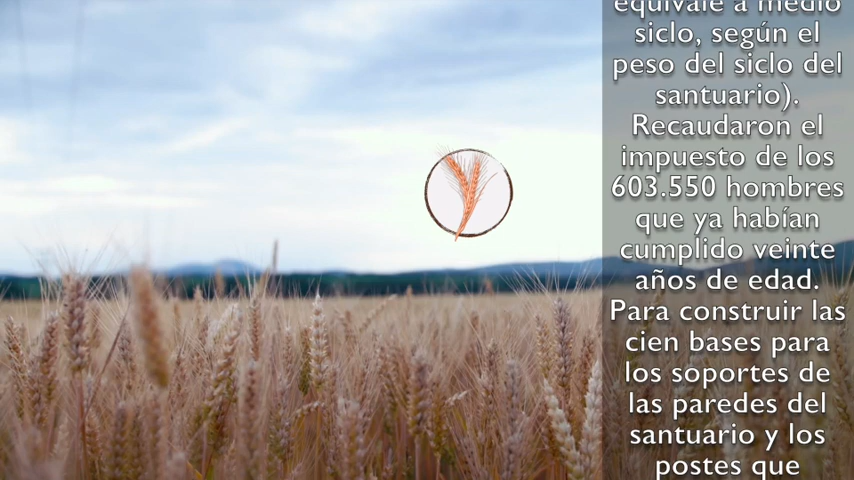 equivale a medio
siclo, según el
peso del siclo del
santuario).
Recaudaron el
impuesto de los
603.550 hombres
que ya habían
cumplido veinte
años de edad.
Para construir las
cien bases para
los soportes de
las paredes del
santuario y los
postes que